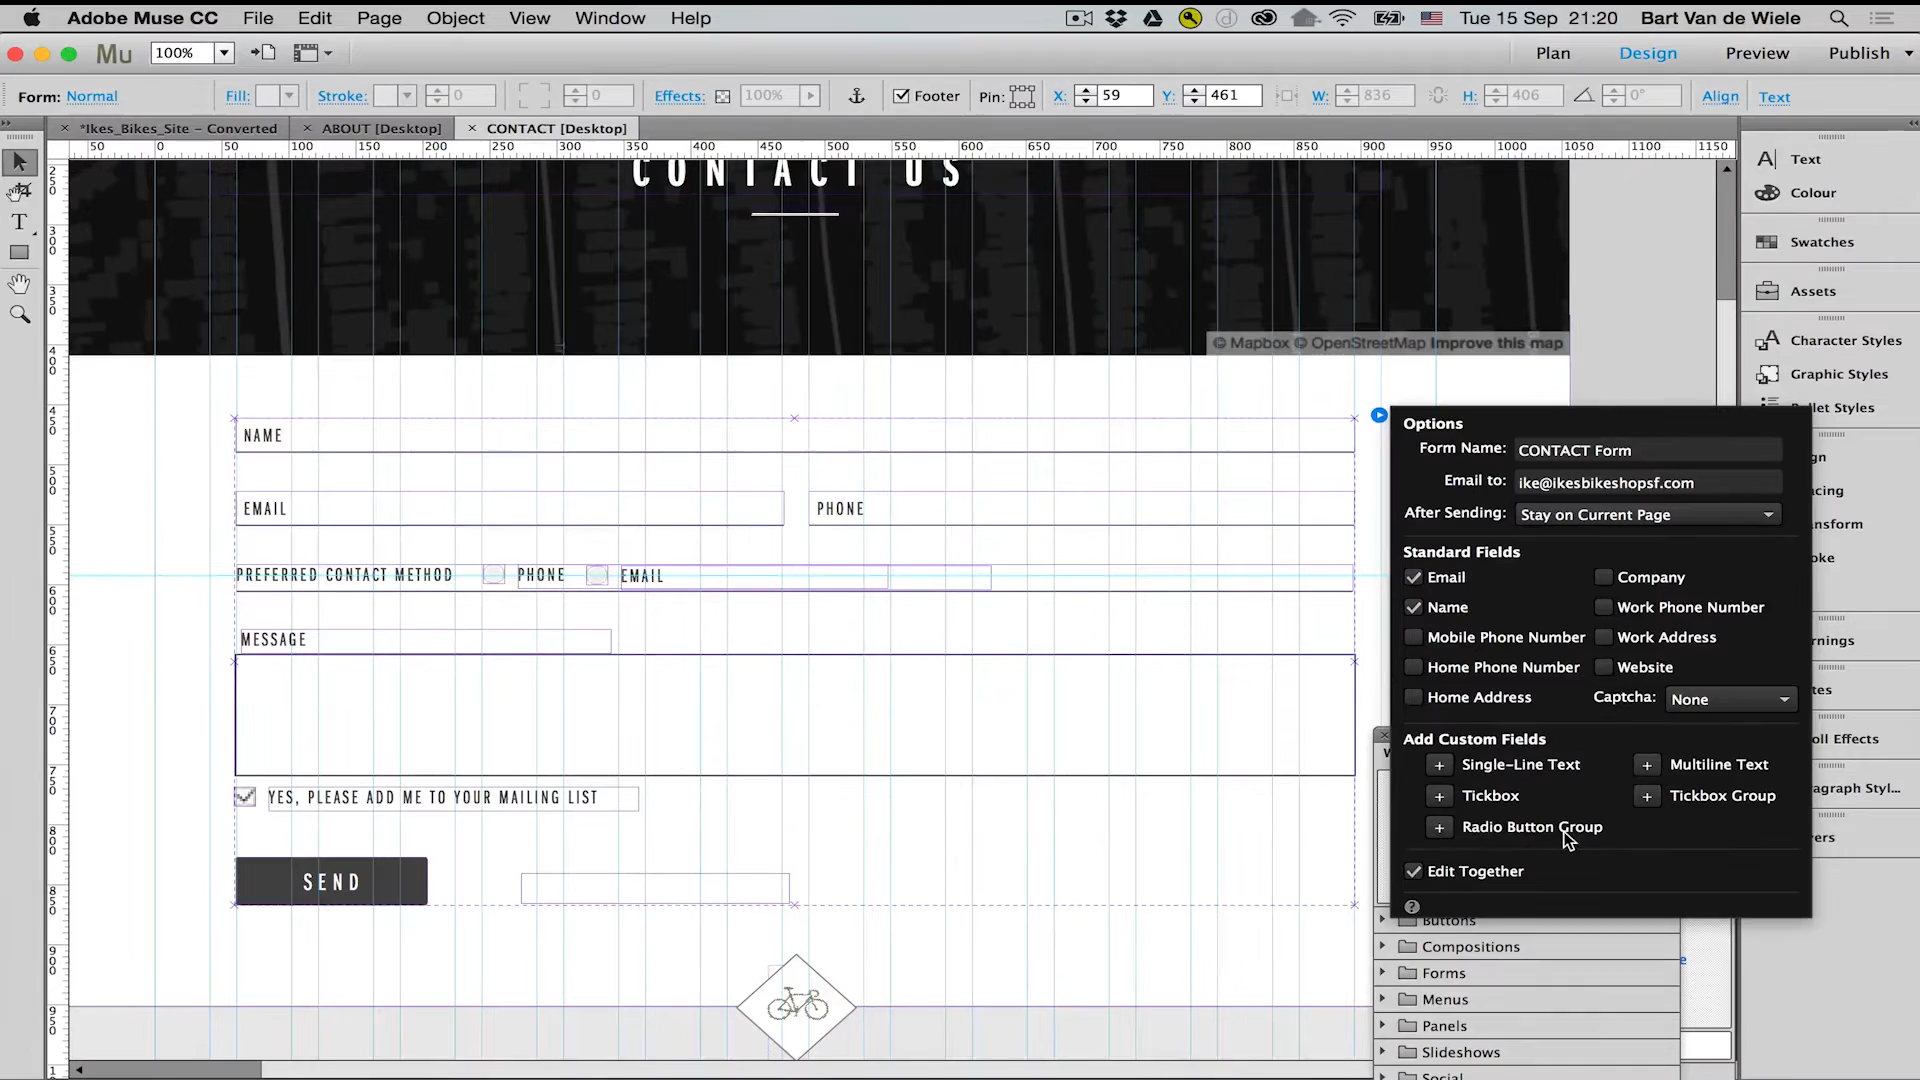 Adobe Muse CC File Edit Page Object View Window Help Tue 15 Sep 21:20 Bart Van de Wiele
Mu 100% Plan Design Preview Publish
Form: Normal Fill: Stroke: 0 0 Effects: 100% Footer Pin: X: 59 Y: 461 W: 836 H: 406 0° Align Text
*Ikes_Bikes_Site - Converted ABOUT [Desktop] CONTACT [Desktop]
50 0 50 100 150 200 250 300 350 400 450 500 550 600 650 700 750 800 850 900 950 1000 1050 1100 1150
CONTACT US
© Mapbox © OpenStreetMap Improve this map
NAME
EMAIL PHONE
PREFERRED CONTACT METHOD PHONE EMAIL
MESSAGE
YES, PLEASE ADD ME TO YOUR MAILING LIST
SEND
Text
Colour
Swatches
Assets
Character Styles
Graphic Styles
Options
Form Name: CONTACT Form
Email to: ike@ikesbikeshopsf.com
After Sending: Stay on Current Page
Standard Fields
Email Company
Name Work Phone Number
Mobile Phone Number Work Address
Home Phone Number Website
Home Address Captcha: None
Add Custom Fields
Single-Line Text Multiline Text
Tickbox Tickbox Group
Radio Button Group
Edit Together
?
Buttons
Compositions
Forms
Menus
Panels
Slideshows
Social